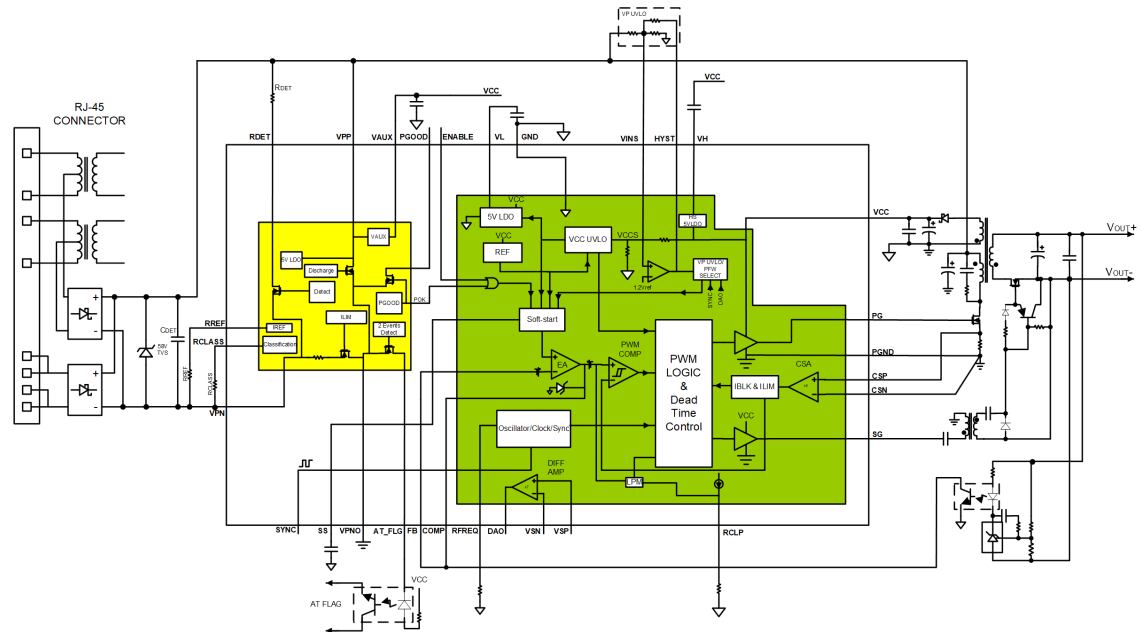 VP UVLO
RJ-45
CONNECTOR
RDET
VCC
VCC
RDET
VPP
VAUX
PGOOD
ENABLE
VL
GND
VINS
HYST
VH
VAUX
5V LDO
Discharge
Detect
PGOOD
POK
ILIM
2 Events
Detect
IREF
Classification
5V LDO
VCC
VCC
REF
VCC UVLO
VCCS
HS
5V LDO
1.2Vref
VP UVLO/
PFW
SELECT
SYNC
DAO
VCC
VOUT+
VOUT-
+
-
+
-
58V
TVS
CDET
RREF
RCLASS
RREF
RCLASS
VPN
Soft-start
EA
PWM
COMP
PWM
LOGIC
&
Dead
Time
Control
IBLK & ILIM
CSA
PG
PGND
CSP
CSN
VCC
SG
Oscillator/Clock/Sync
DIFF
AMP
LPM
SYNC
SS
VPNO
AT_FLG
FB
COMP
RFREQ
DAO
VSN
VSP
RCLP
AT FLAG
VCC